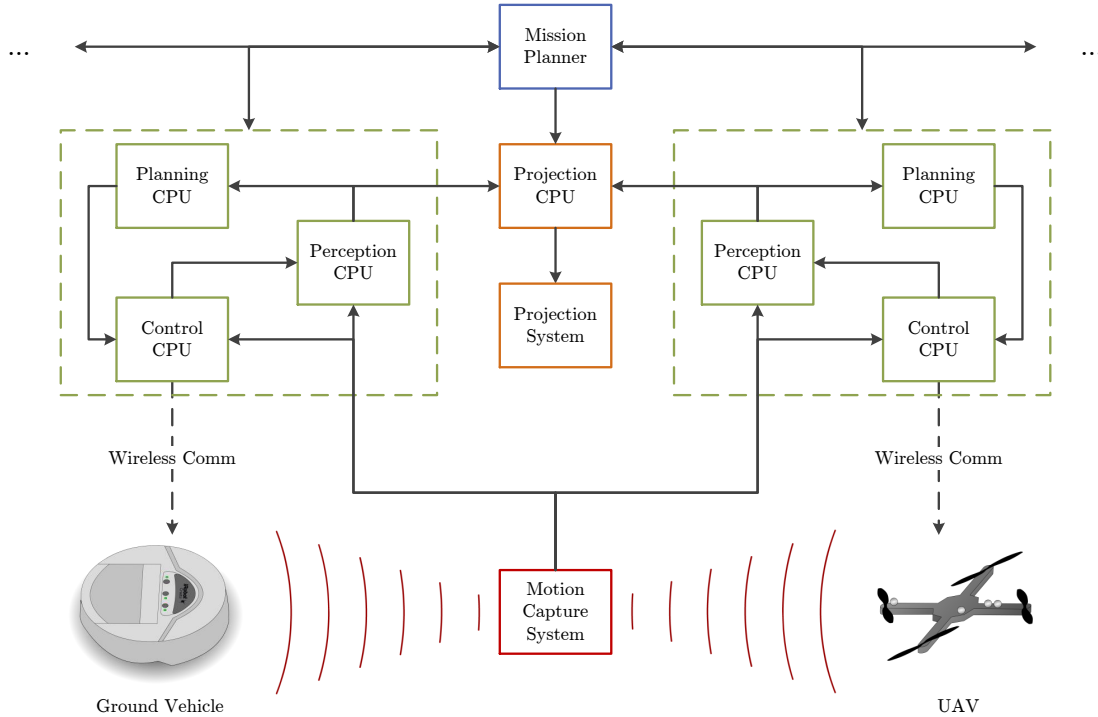 ...
Mission
Planner
...
Planning
CPU
Projection
CPU
Planning
CPU
Perception
CPU
Perception
CPU
Control
CPU
Projection
System
Control
CPU
Wireless Comm
Wireless Comm
Motion
Capture
System
Ground Vehicle
UAV